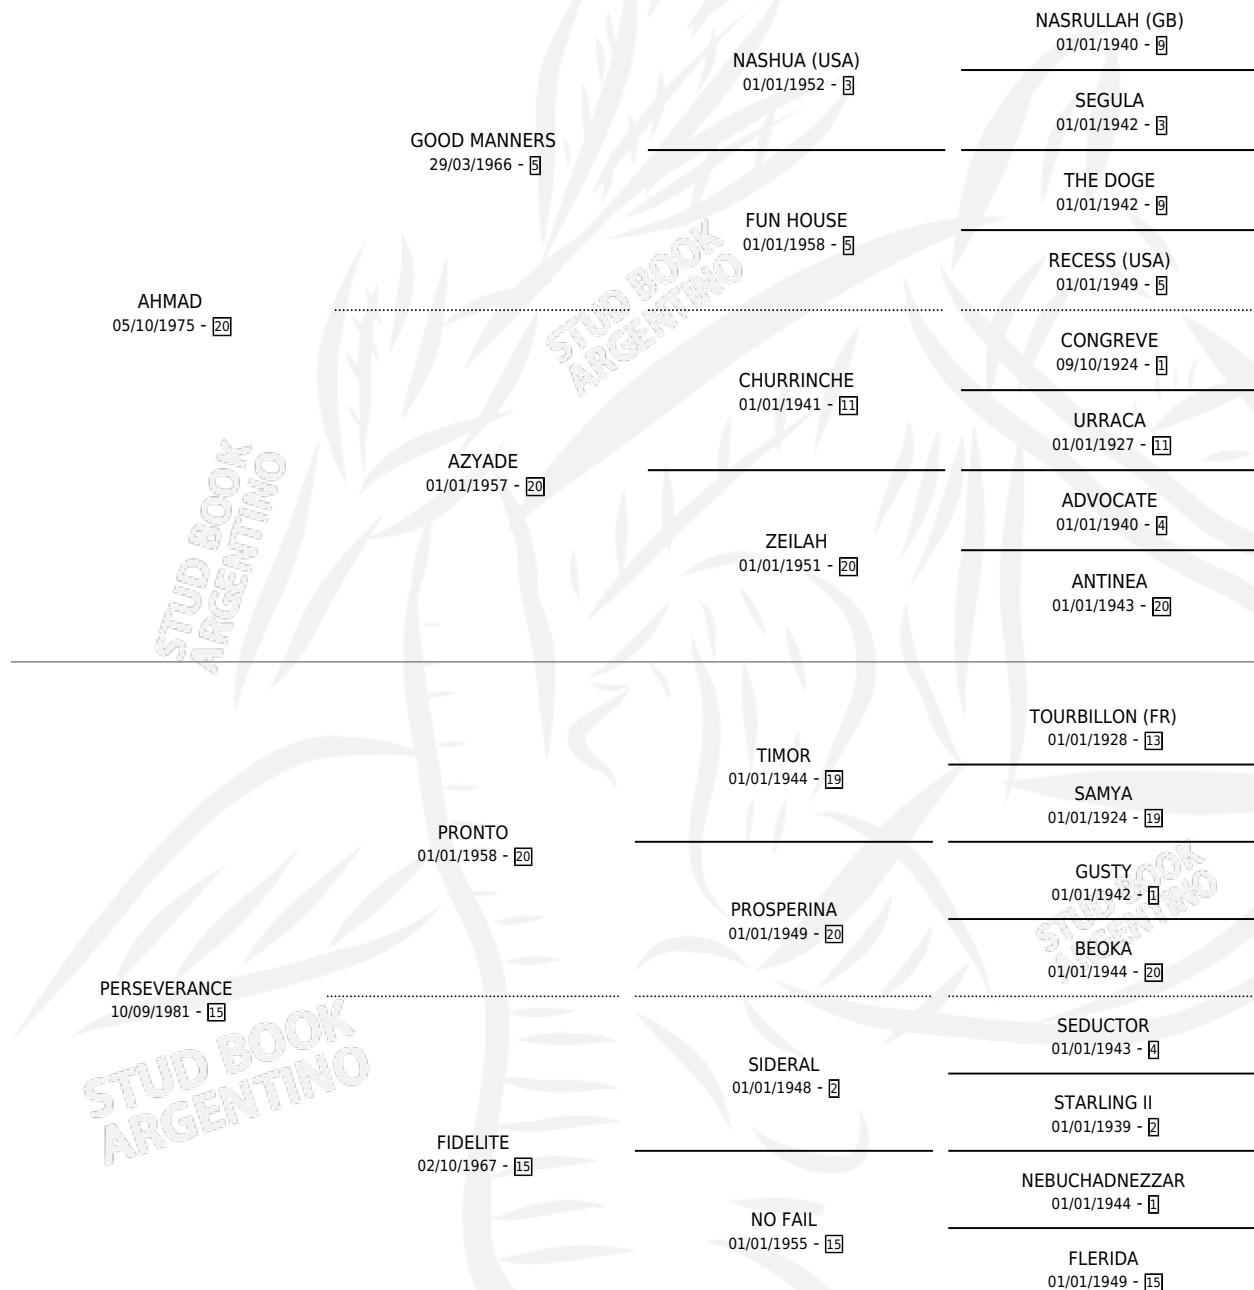 NASRULLAH (GB)
01/01/1940 - 9
NASHUA (USA)
01/01/1952 - 3
SEGULA
01/01/1942 - 3
GOOD MANNERS
29/03/1966 - 5
THE DOGE
01/01/1942 - 9
FUN HOUSE
01/01/1958 - 5
RECESS (USA)
01/01/1949 - 5
AHMAD
05/10/1975 - 20
STUD BOOK
ARGENTINO
CONGREVE
09/10/1924 - 1
CHURRINCHE
01/01/1941 - 11
URRACA
01/01/1927 - 11
AZYADE
01/01/1957 - 20
ADVOCATE
01/01/1940 - 4
ZEILAH
01/01/1951 - 20
ANTINEA
01/01/1943 - 20
STUD BOOK
ARGENTINO
TOURBILLON (FR)
01/01/1928 - 13
TIMOR
01/01/1944 - 19
SAMYA
01/01/1924 - 19
PRONTO
01/01/1958 - 20
GUSTY
01/01/1942 - 1
PROSPERINA
01/01/1949 - 20
BEOKA
01/01/1944 - 20
STUD BOOK
ARGENTINO
PERSEVERANCE
10/09/1981 - 15
STUD BOOK
ARGENTINO
SEDUCTOR
01/01/1943 - 4
SIDERAL
01/01/1948 - 2
STARLING II
01/01/1939 - 2
FIDELITE
02/10/1967 - 15
NEBUCHADNEZZAR
01/01/1944 - 1
NO FAIL
01/01/1955 - 15
FLERIDA
01/01/1949 - 15